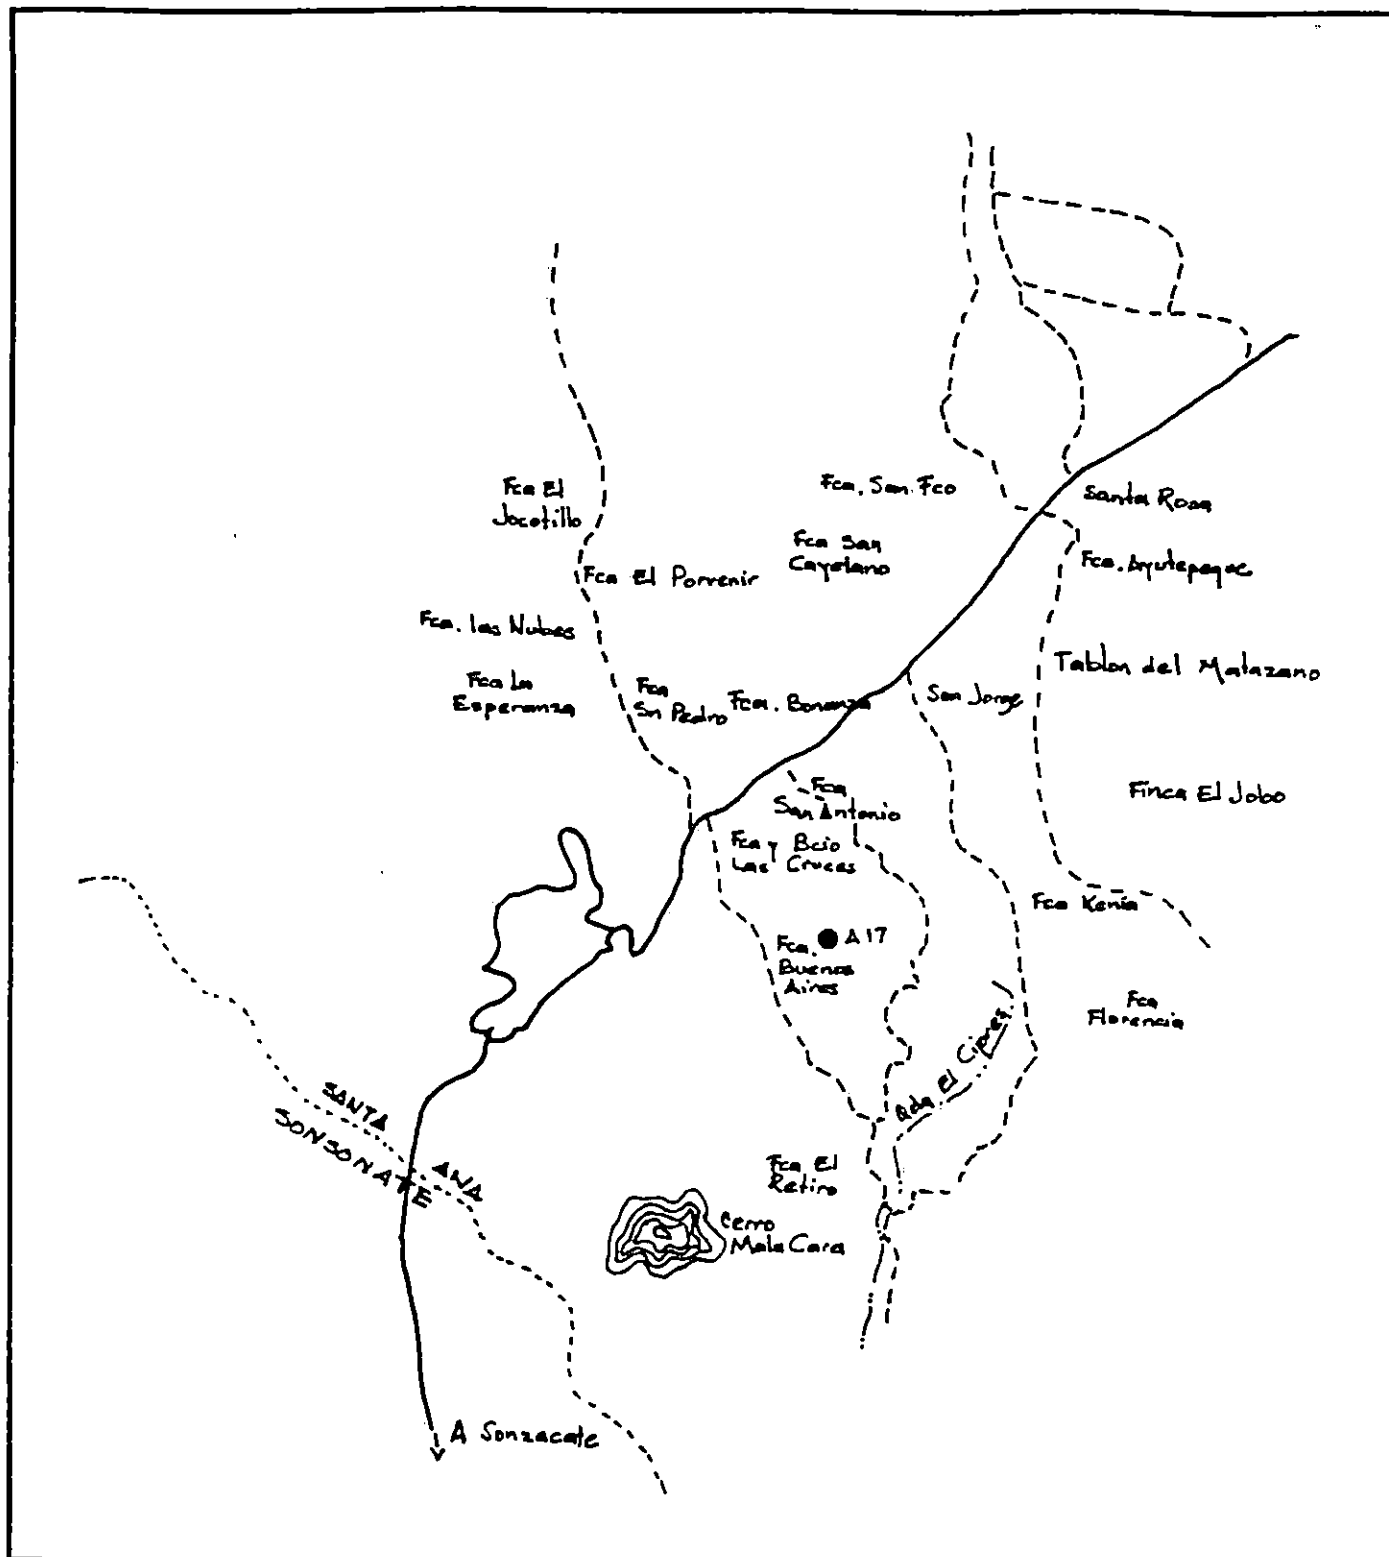 Fca El
Jocotillo
Fca. San. Fco
Santa Rosa
Fca San
Cayetano
Fca. Ayutepeque
Fca El Porvenir
Fca. las Nubes
Tablon del Matazano
Fca La
Esperanza
Fca
Sn Pedro
Fca. Bonanza
San Jorge
Fca
San Antonio
Finca El Jobo
Fca y Bcio
Las Cruces
Fca Kenia
A 17
Fca.
Buenos
Aires
Fca
Florencia
Qda El Cipres
SANTA ANA
SONSONATE
Fca El
Retiro
Cerro
Mala Cara
A Sonzacate